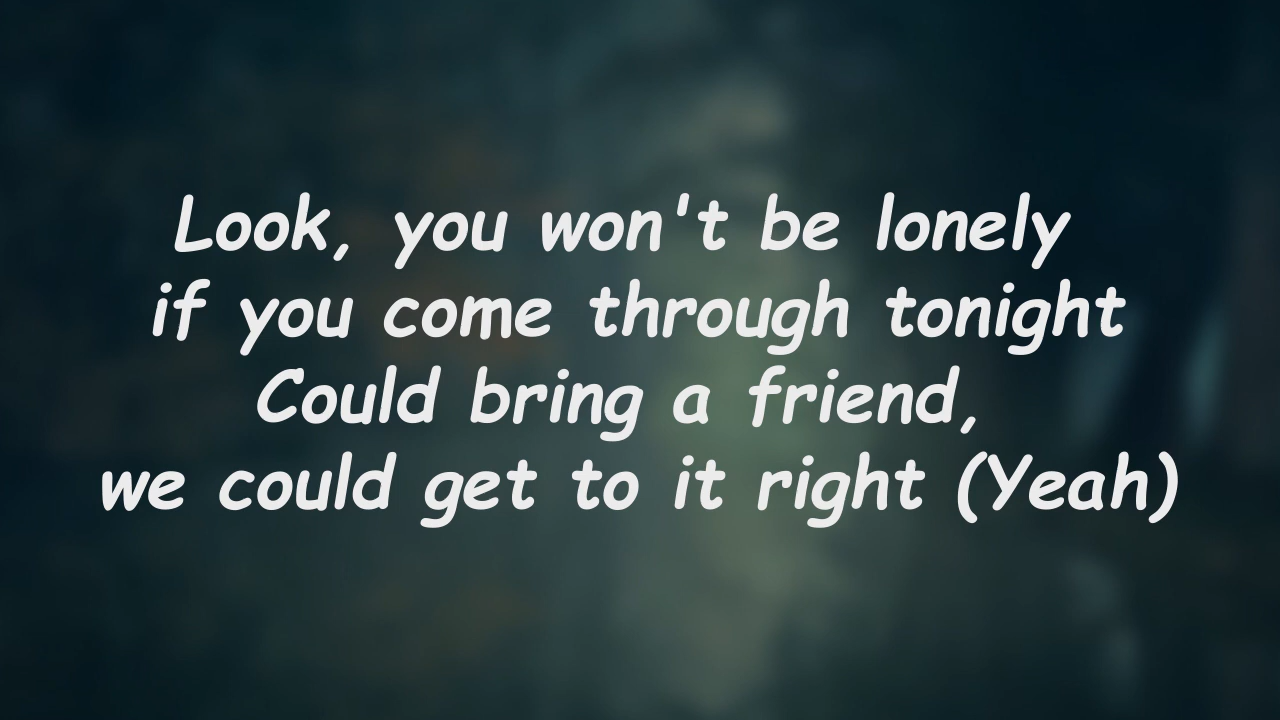 Look, you won't be lonely
if you come through tonight
Could bring a friend,
we could get to it right (Yeah)